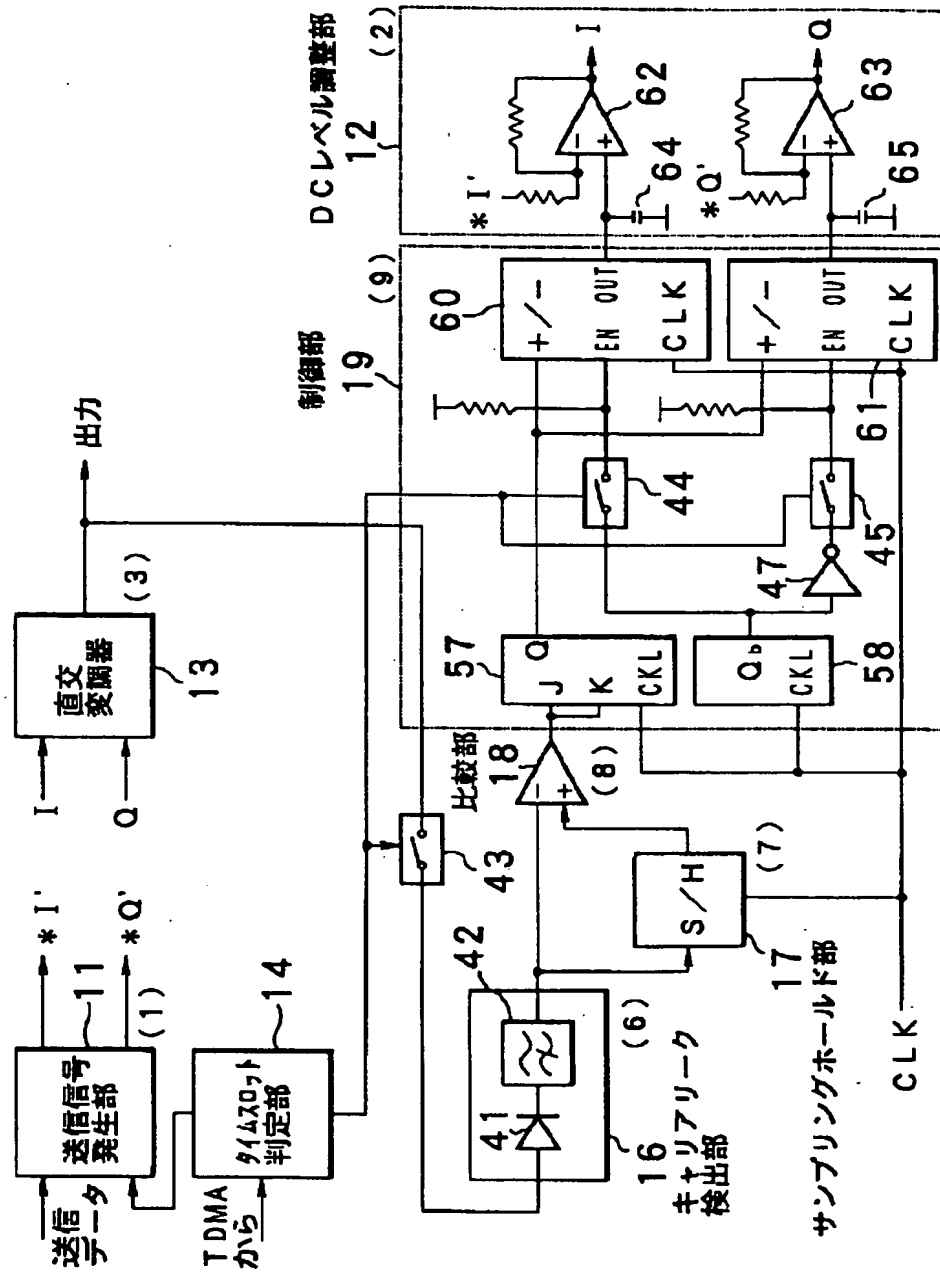 送信
データ
送信信号
発生部
11
(1)
*I'
*Q'
TDMA
から
タイムスロット
判定部
14
I
Q
直交
変調器
13
(3)
出力
43
41
42
(6)
16
キャリアリーク
検出部
S/H
17
(7)
サンプリングホールド部
比較部
18
-
+
(8)
制御部
19
(9)
57
J
Q
K
CKL
Qb
CKL
58
44
45
47
60
+/-
EN OUT
CLK
+/-
EN OUT
CLK
61
CLK
DCレベル調整部
12
(2)
*I'
-
+
62
64
I
*Q'
-
+
63
65
Q